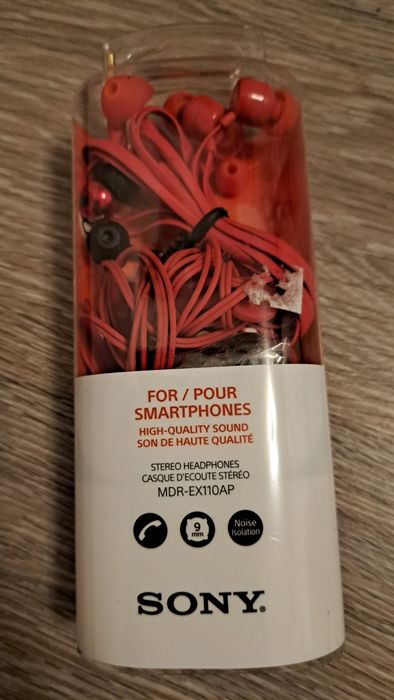 FOR / POUR
SMARTPHONES
HIGH-QUALITY SOUND
SON DE HAUTE QUALITÉ
STEREO HEADPHONES
CASQUE D'ECOUTE STÉRÉO
MDR-EX110AP
9
mm
Noise
Isolation
SONY®